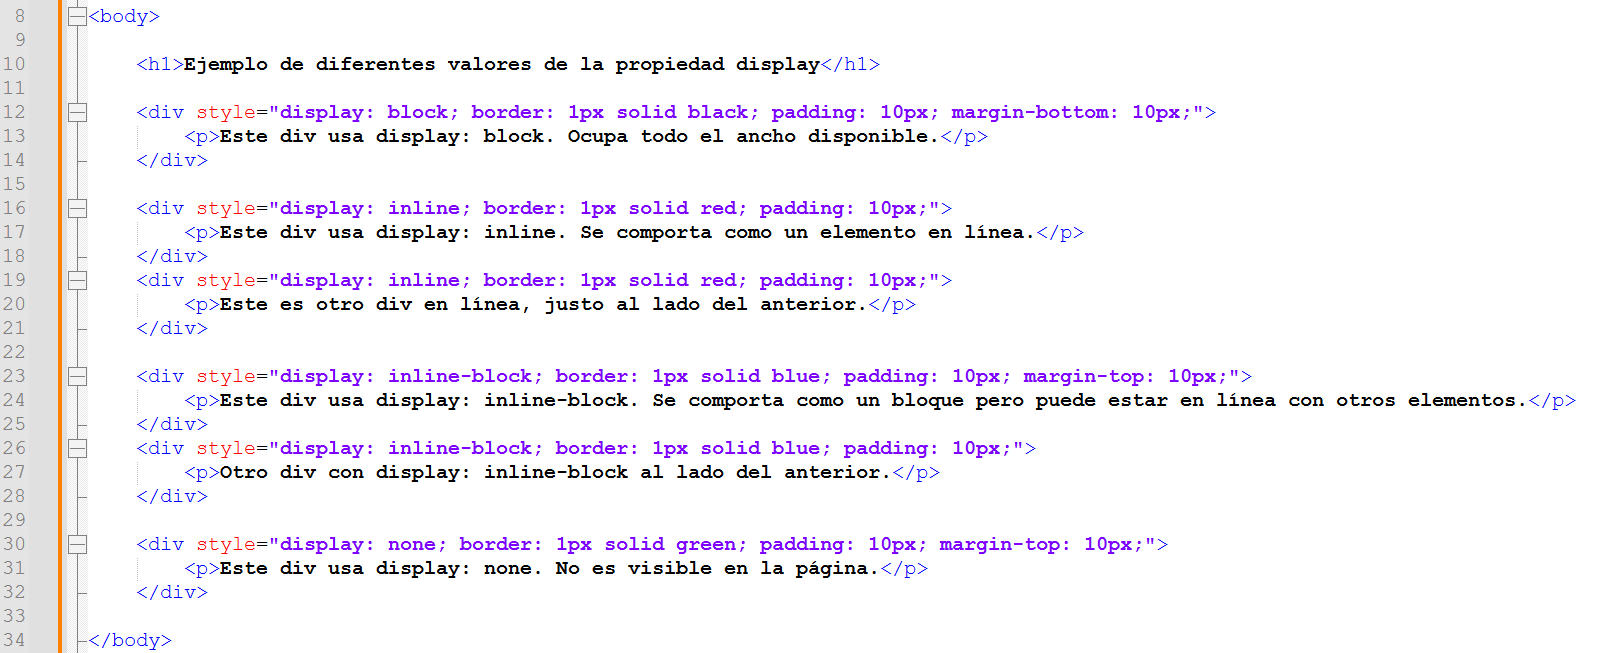 8 <body>
9
10 <h1>Ejemplo de diferentes valores de la propiedad display</h1>
11
12 <div style="display: block; border: 1px solid black; padding: 10px; margin-bottom: 10px;">
13 <p>Este div usa display: block. Ocupa todo el ancho disponible.</p>
14 </div>
15
16 <div style="display: inline; border: 1px solid red; padding: 10px;">
17 <p>Este div usa display: inline. Se comporta como un elemento en línea.</p>
18 </div>
19 <div style="display: inline; border: 1px solid red; padding: 10px;">
20 <p>Este es otro div en línea, justo al lado del anterior.</p>
21 </div>
22
23 <div style="display: inline-block; border: 1px solid blue; padding: 10px; margin-top: 10px;">
24 <p>Este div usa display: inline-block. Se comporta como un bloque pero puede estar en línea con otros elementos.</p>
25 </div>
26 <div style="display: inline-block; border: 1px solid blue; padding: 10px;">
27 <p>Otro div con display: inline-block al lado del anterior.</p>
28 </div>
29
30 <div style="display: none; border: 1px solid green; padding: 10px; margin-top: 10px;">
31 <p>Este div usa display: none. No es visible en la página.</p>
32 </div>
33
34 </body>